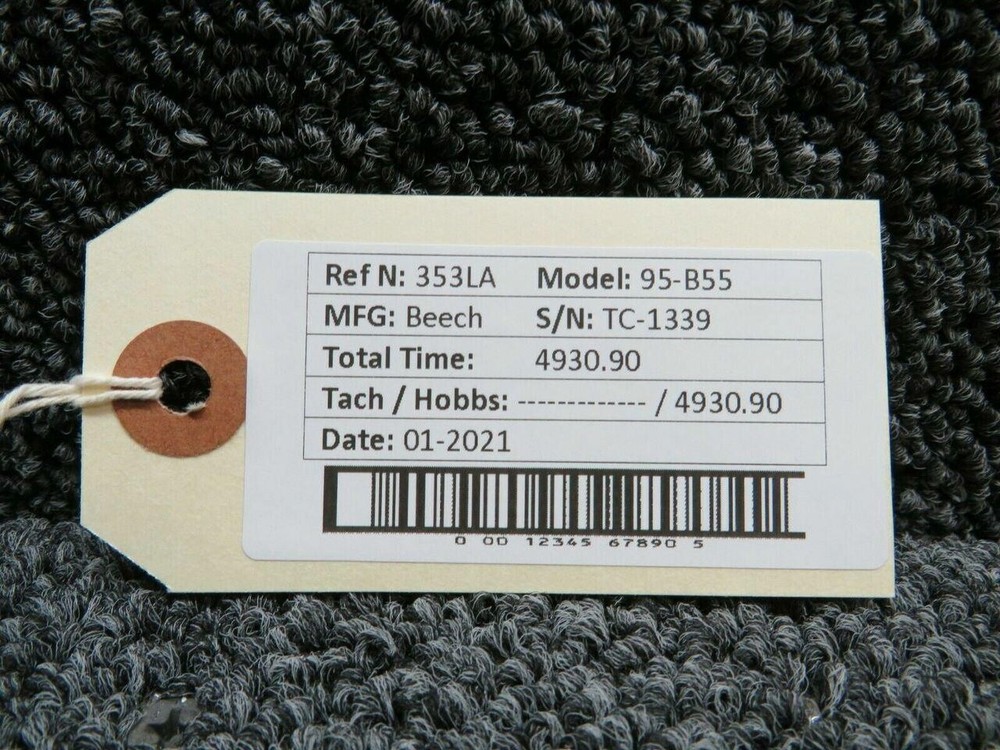 Ref N: 353LA Model: 95-B55
MFG: Beech S/N: TC-1339
Total Time: 4930.90
Tach / Hobbs: ------------- / 4930.90
Date: 01-2021
0 00 12345 67890 5